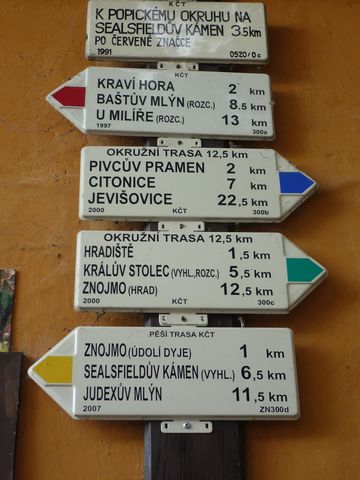 KČT
K POPICKÉMU OKRUHU NA
SEALSFIELDŮV KÁMEN 3.5 km
PO ČERVENÉ ZNAČCE
1991 0520/0c
KČT
KRAVÍ HORA 2 km
BAŠTŮV MLÝN (ROZC.) 8.5 km
U MILÍŘE (ROZC.) 13 km
1997 300a
OKRUŽNÍ TRASA 12,5 km
PIVCŮV PRAMEN 2 km
CITONICE 7 km
JEVIŠOVICE 22,5 km
2000 KČT 300b
OKRUŽNÍ TRASA 12,5 km
HRADIŠTĚ 1,5 km
KRÁLŮV STOLEC (VYHL.,ROZC.) 5,5 km
ZNOJMO (HRAD) 12,5 km
2000 KČT 300c
PĚŠÍ TRASA KČT
ZNOJMO (ÚDOLÍ DYJE) 1 km
SEALSFIELDŮV KÁMEN (VYHL.) 6,5 km
JUDEXŮV MLÝN 11,5 km
2007 ZN300d